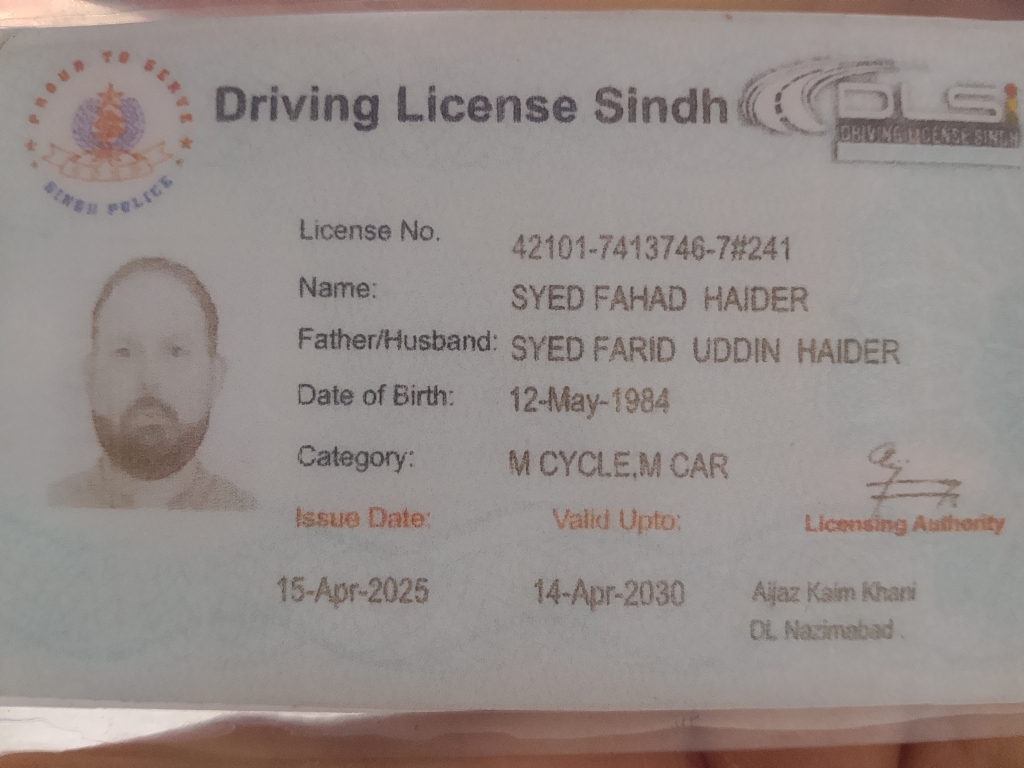 PROUD TO SERVE
SINDH POLICE
Driving License Sindh
DLSi
DRIVING LICENSE SINDH
License No. 42101-7413746-7#241
Name: SYED FAHAD HAIDER
Father/Husband: SYED FARID UDDIN HAIDER
Date of Birth: 12-May-1984
Category: M CYCLE,M CAR
Issue Date: Valid Upto: Licensing Authority
15-Apr-2025 14-Apr-2030 Aijaz Kaim Khani
DL Nazimabad .